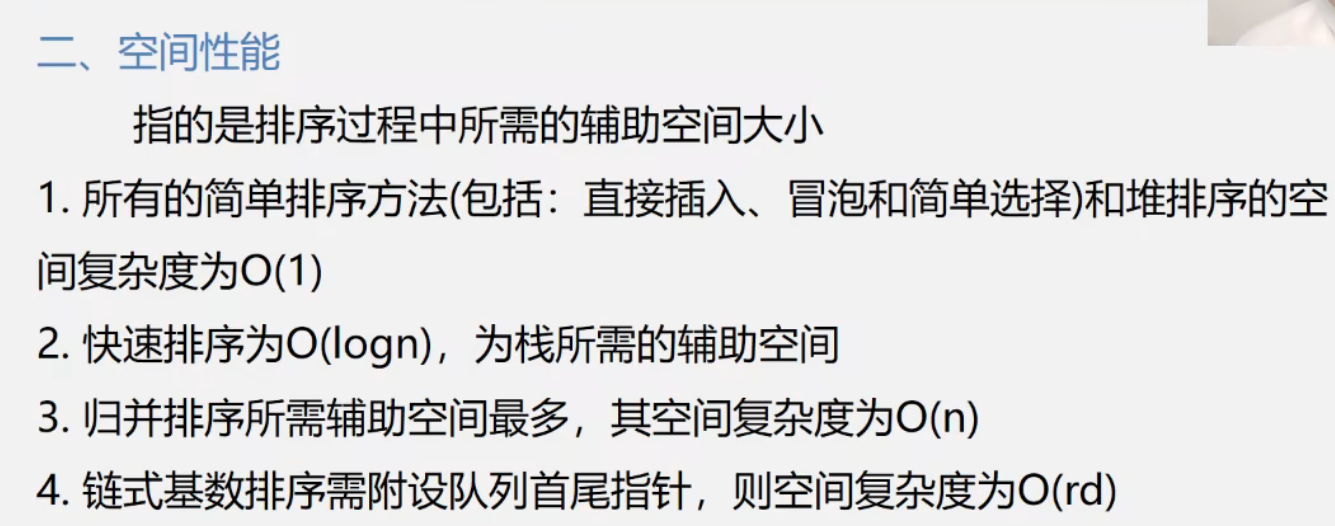 二、空间性能
指的是排序过程中所需的辅助空间大小
1. 所有的简单排序方法(包括：直接插入、冒泡和简单选择)和堆排序的空
间复杂度为O(1)
2. 快速排序为O(logn)，为栈所需的辅助空间
3. 归并排序所需辅助空间最多，其空间复杂度为O(n)
4. 链式基数排序需附设队列首尾指针，则空间复杂度为O(rd)